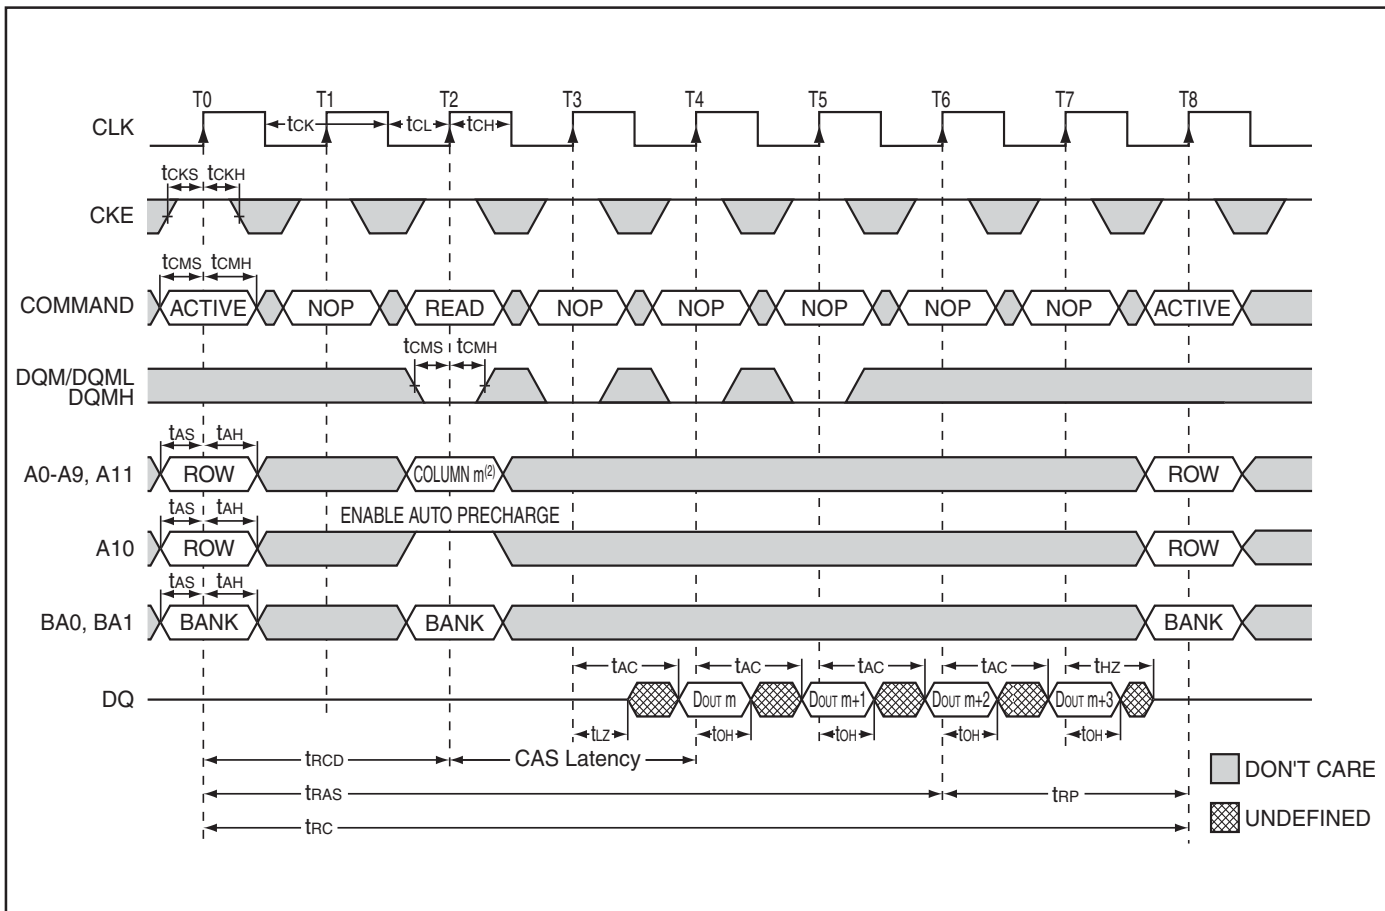 T0 T1 T2 T3 T4 T5 T6 T7 T8
CLK tCK tCL tCH
tCKS tCKH
CKE
tCMS tCMH
COMMAND ACTIVE NOP READ NOP NOP NOP NOP NOP ACTIVE
tCMS tCMH
DQM/DQML
DQMH
tAS tAH
A0-A9, A11 ROW COLUMN m(2) ROW
tAS tAH ENABLE AUTO PRECHARGE
A10 ROW ROW
tAS tAH
BA0, BA1 BANK BANK BANK
tAC tAC tAC tAC tHZ
DQ DOUT m DOUT m+1 DOUT m+2 DOUT m+3
tLZ tOH tOH tOH tOH
tRCD CAS Latency
DON'T CARE
tRAS tRP
UNDEFINED
tRC